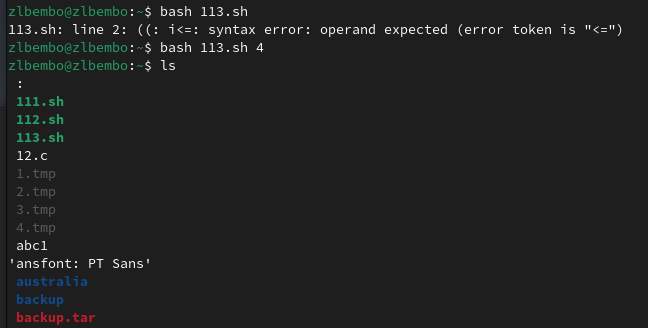 zlbembo@zlbembo:~$ bash 113.sh
113.sh: line 2: ((: i<=: syntax error: operand expected (error token is "<=")
zlbembo@zlbembo:~$ bash 113.sh 4
zlbembo@zlbembo:~$ ls
:
111.sh
112.sh
113.sh
12.c
1.tmp
2.tmp
3.tmp
4.tmp
abc1
'ansfont: PT Sans'
australia
backup
backup.tar